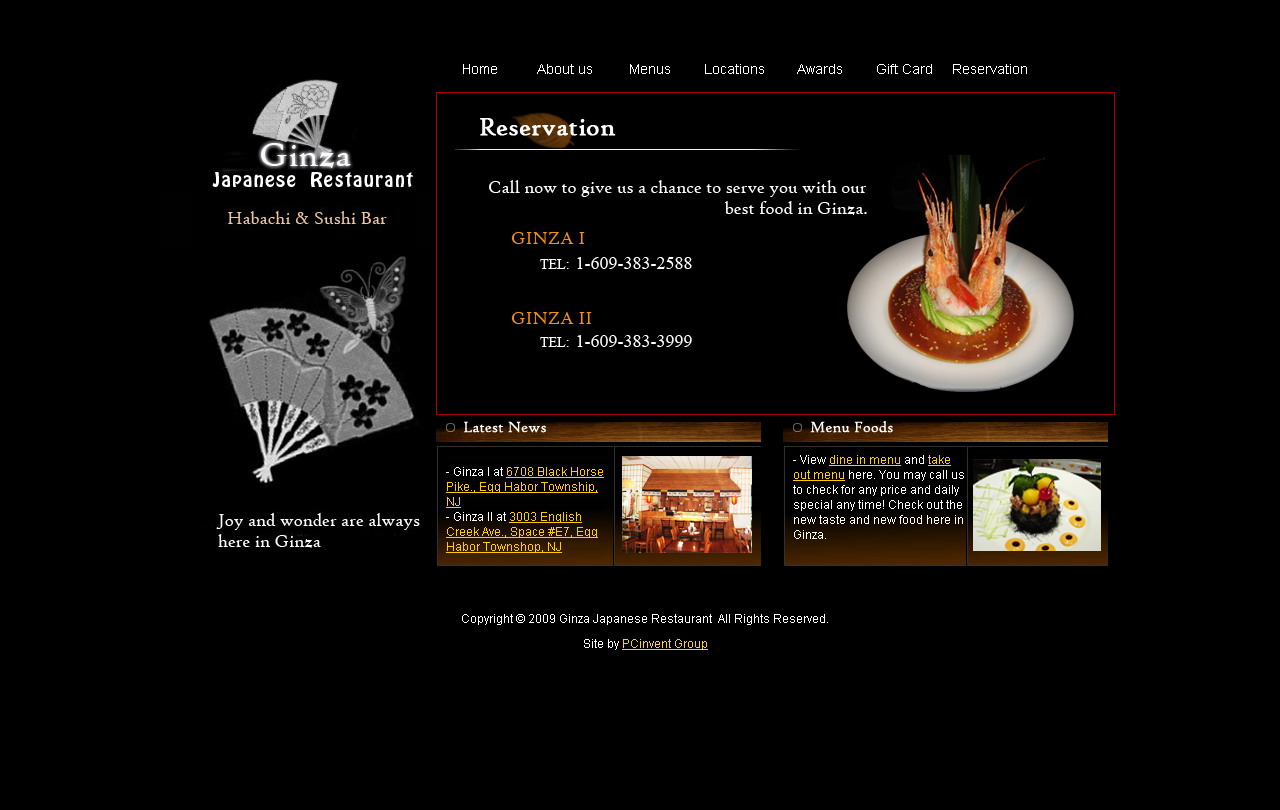 Home About us Menus Locations Awards Gift Card Reservation
Ginza
Japanese Restaurant
Habachi & Sushi Bar
Joy and wonder are always
here in Ginza
Reservation
Call now to give us a chance to serve you with our
best food in Ginza.
GINZA I
TEL: 1-609-383-2588
GINZA II
TEL: 1-609-383-3999
Latest News
- Ginza I at 6708 Black Horse
Pike., Egg Habor Township,
NJ
- Ginza II at 3003 English
Creek Ave., Space #E7, Egg
Habor Townshop, NJ
Menu Foods
- View dine in menu and take
out menu here. You may call us
to check for any price and daily
special any time! Check out the
new taste and new food here in
Ginza.
Copyright © 2009 Ginza Japanese Restaurant All Rights Reserved.
Site by PCinvent Group